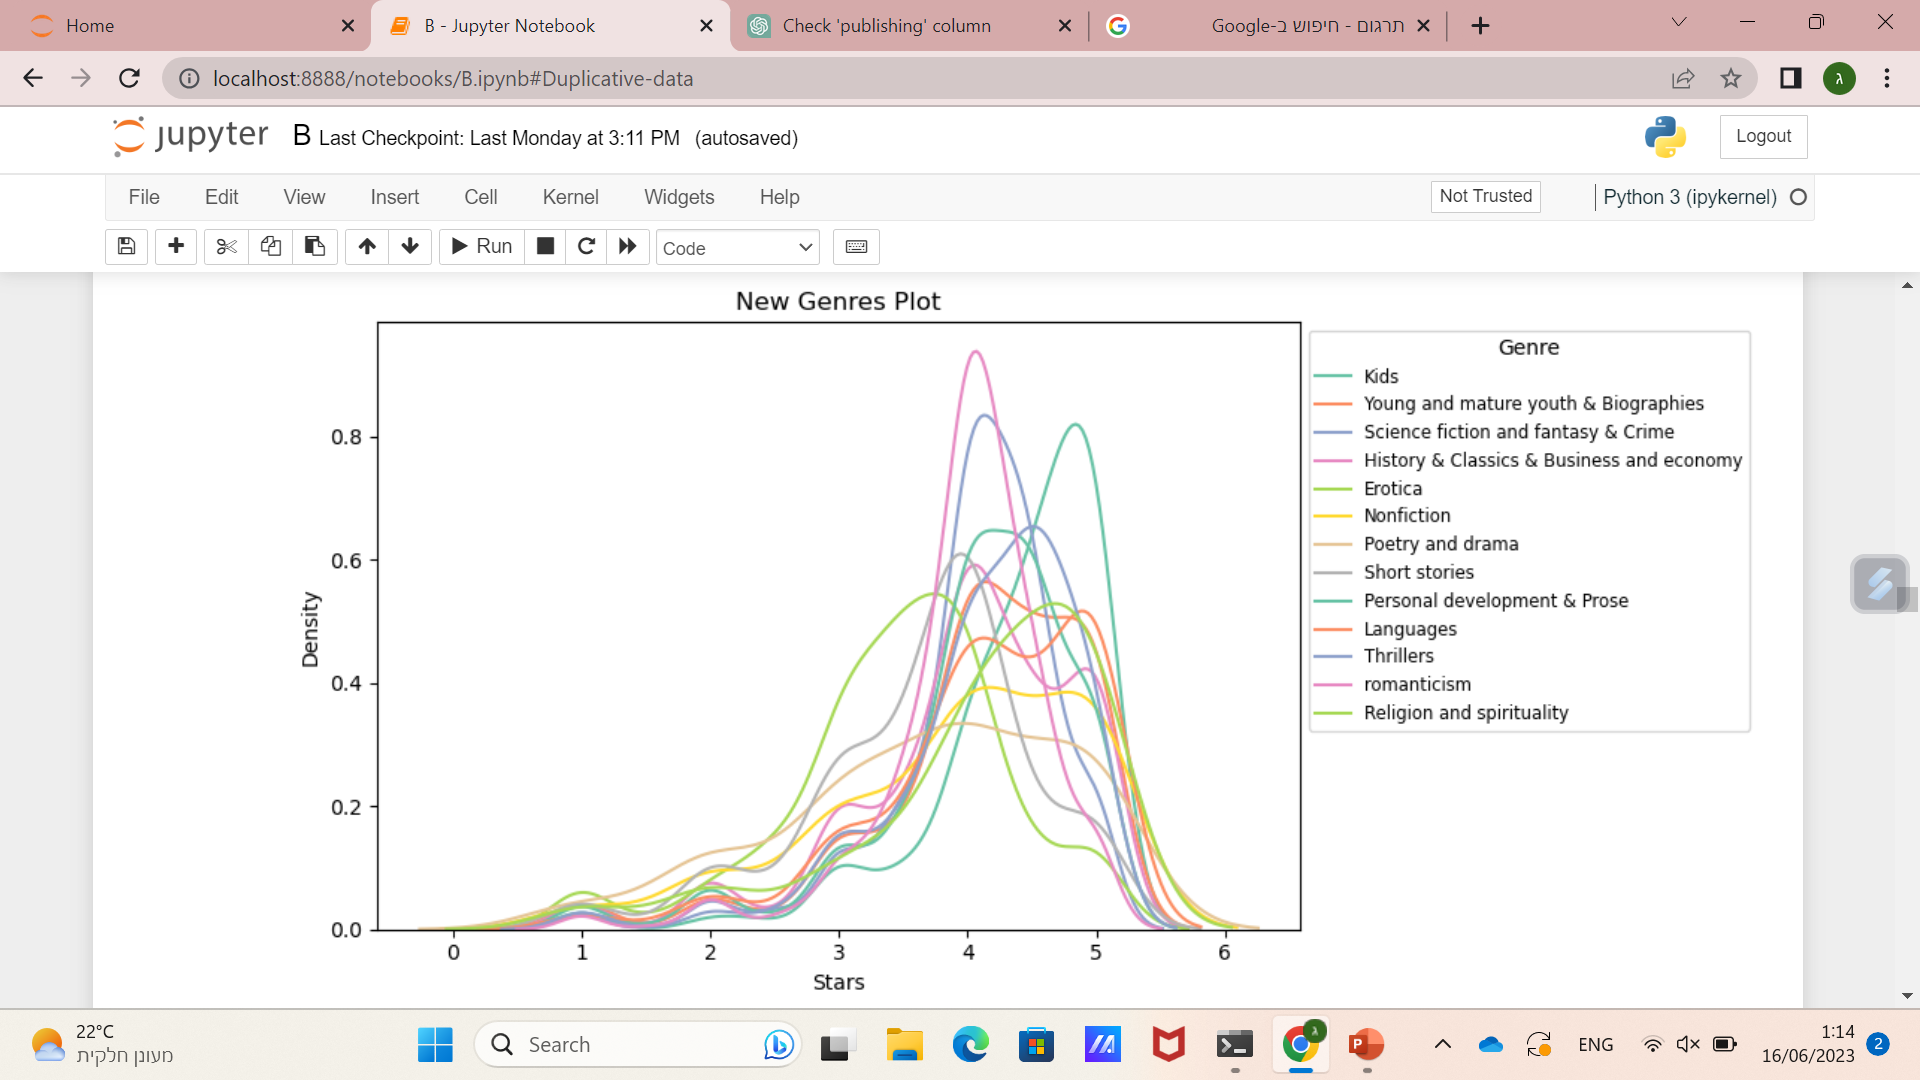 Home
B - Jupyter Notebook
Check 'publishing' column
תרגום - חיפוש ב-Google
localhost:8888/notebooks/B.ipynb#Duplicative-data
ג
jupyter B Last Checkpoint: Last Monday at 3:11 PM (autosaved)
Logout
File Edit View Insert Cell Kernel Widgets Help
Not Trusted
Python 3 (ipykernel)
Run
Code
New Genres Plot
Genre
Kids
Young and mature youth & Biographies
Science fiction and fantasy & Crime
History & Classics & Business and economy
Erotica
Nonfiction
Poetry and drama
Short stories
Personal development & Prose
Languages
Thrillers
romanticism
Religion and spirituality
Density
0.8
0.6
0.4
0.2
0.0
0 1 2 3 4 5 6
Stars
22°C
מעונן חלקית
Search
ג
P
ENG
1:14
16/06/2023
2